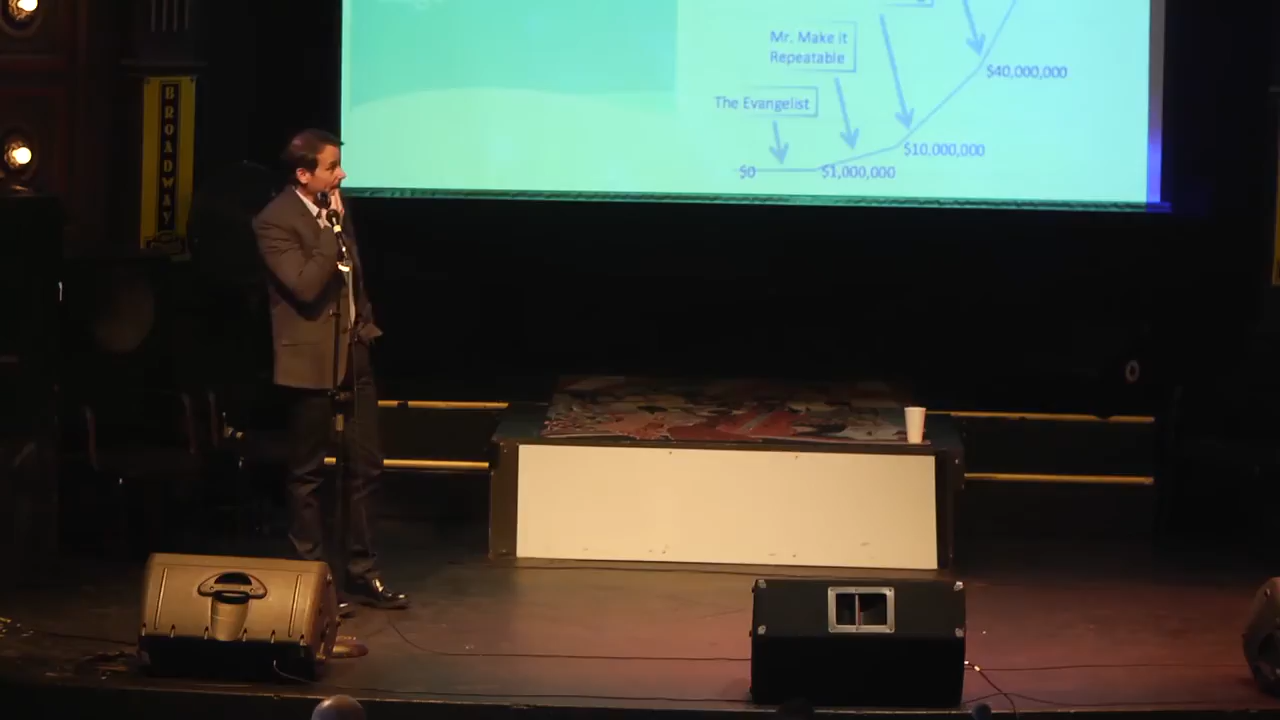 $40,000,000
Mr. Make it
Repeatable
The Evangelist
$10,000,000
$0
$1,000,000
BROADWAY